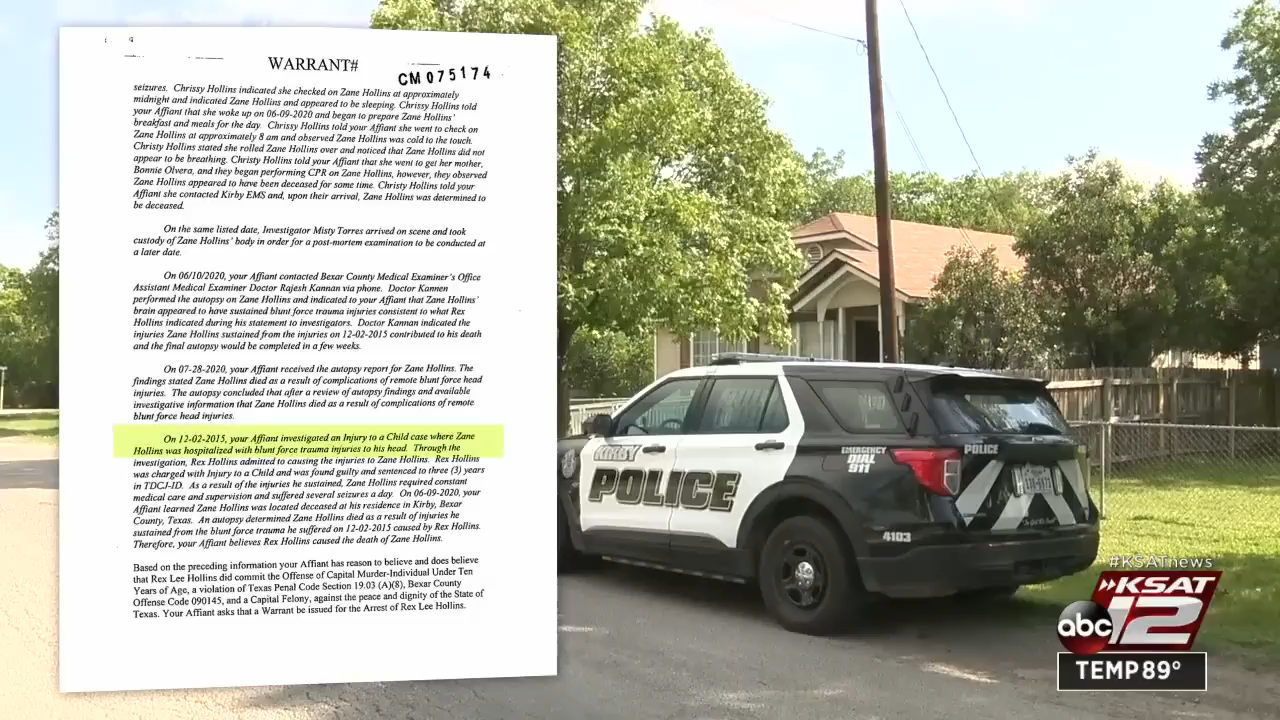 WARRANT#
CM075174
seizures. Chrissy Hollins indicated she checked on Zane Hollins at approximately
midnight and indicated Zane Hollins and appeared to be sleeping. Chrissy Hollins told
your Affiant that she woke up on 06-09-2020 and began to prepare Zane Hollins'
breakfast and meals for the day. Chrissy Hollins told your Affiant she went to check on
Zane Hollins at approximately 8 am and observed Zane Hollins was cold to the touch.
Christy Hollins stated she rolled Zane Hollins over and noticed that Zane Hollins did not
appear to be breathing. Christy Hollins told your Affiant that she went to get her mother,
Bonnie Olvera, and they began performing CPR on Zane Hollins, however, they observed
Zane Hollins appeared to have been deceased for some time. Christy Hollins told your
Affiant she contacted Kirby EMS and, upon their arrival, Zane Hollins was determined to
be deceased.
On the same listed date, Investigator Misty Torres arrived on scene and took
custody of Zane Hollins' body in order for a post-mortem examination to be conducted at
a later date.
On 06/10/2020, your Affiant contacted Bexar County Medical Examiner's Office
Assistant Medical Examiner Doctor Rajesh Kannan via phone. Doctor Kannen
performed the autopsy on Zane Hollins and indicated to your Affiant that Zane Hollins'
brain appeared to have sustained blunt force trauma injuries consistent to what Rex
Hollins indicated during his statement to investigators. Doctor Kannan indicated the
injuries Zane Hollins sustained from the injuries on 12-02-2015 contributed to his death
and the final autopsy would be completed in a few weeks.
On 07-28-2020, your Affiant received the autopsy report for Zane Hollins. The
findings stated Zane Hollins died as a result of complications of remote blunt force head
injuries. The autopsy concluded that after a review of autopsy findings and available
investigative information that Zane Hollins died as a result of complications of remote
blunt force head injuries.
On 12-02-2015, your Affiant investigated an Injury to a Child case where Zane
Hollins was hospitalized with blunt force trauma injuries to his head. Through the
investigation, Rex Hollins admitted to causing the injuries to Zane Hollins. Rex Hollins
was charged with Injury to a Child and was found guilty and sentenced to three (3) years
in TDCJ-ID. As a result of the injuries he sustained, Zane Hollins required constant
medical care and supervision and suffered several seizures a day. On 06-09-2020, your
Affiant learned Zane Hollins was located deceased at his residence in Kirby, Bexar
County, Texas. An autopsy determined Zane Hollins died as a result of injuries he
sustained from the blunt force trauma he suffered on 12-02-2015 caused by Rex Hollins.
Therefore, your Affiant believes Rex Hollins caused the death of Zane Hollins.
Based on the preceding information your Affiant has reason to believe and does believe
that Rex Lee Hollins did commit the Offense of Capital Murder-Individual Under Ten
Years of Age, a violation of Texas Penal Code Section 19.03 (A)(8), Bexar County
Offense Code 090145, and a Capital Felony, against the peace and dignity of the State of
Texas. Your Affiant asks that a Warrant be issued for the Arrest of Rex Lee Hollins.
KIRBY
POLICE
EMERGENCY
DIAL
911
POLICE
4103
#KSATnews
KSAT
abc 12
TEMP 89°